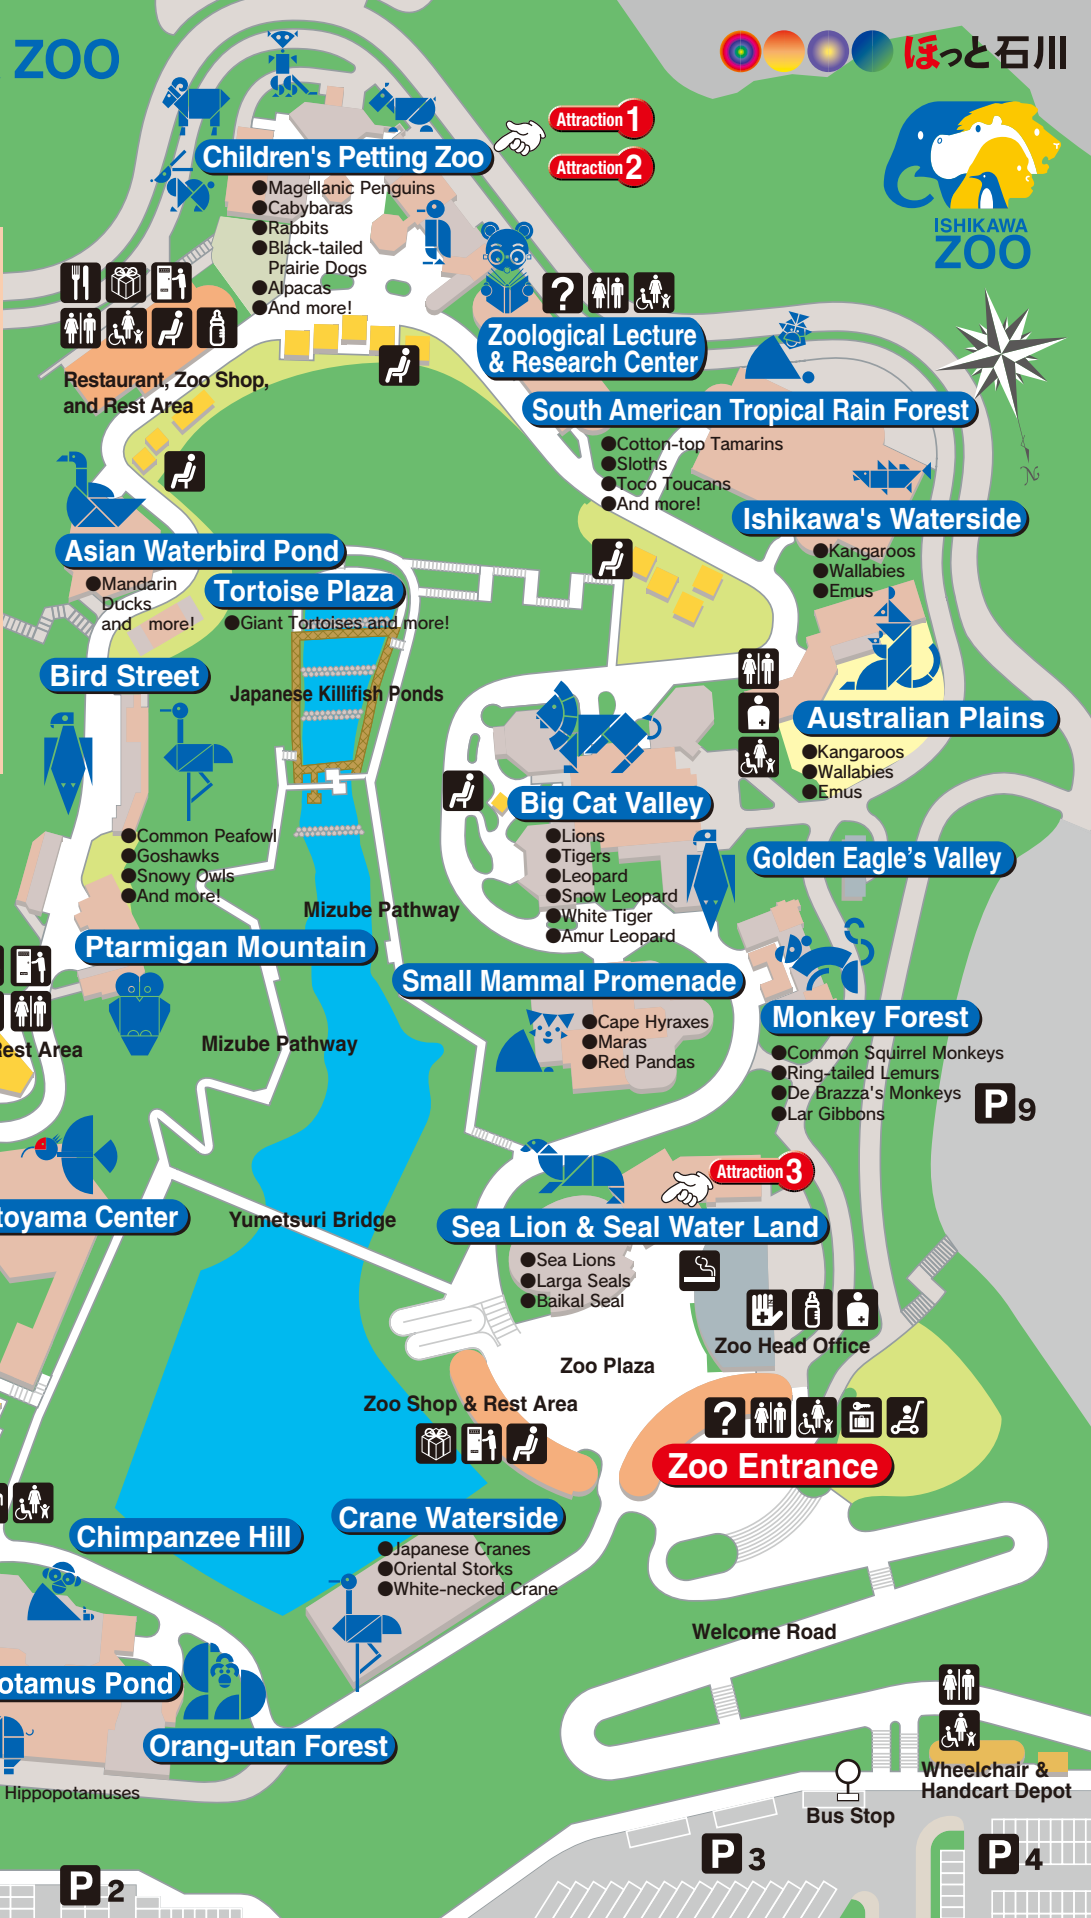 ZOO
ほっと石川
Attraction 1
Attraction 2
ISHIKAWA
ZOO
Children's Petting Zoo
●Magellanic Penguins
●Cabybaras
●Rabbits
●Black-tailed
Prairie Dogs
●Alpacas
●And more!
?
Zoological Lecture
& Research Center
Restaurant, Zoo Shop,
and Rest Area
South American Tropical Rain Forest
●Cotton-top Tamarins
●Sloths
●Toco Toucans
●And more!
N
Ishikawa's Waterside
●Kangaroos
●Wallabies
●Emus
Asian Waterbird Pond
●Mandarin
Ducks
and more!
Tortoise Plaza
●Giant Tortoises and more!
Bird Street
Japanese Killifish Ponds
Australian Plains
●Kangaroos
●Wallabies
●Emus
Big Cat Valley
●Lions
●Tigers
●Leopard
●Snow Leopard
●White Tiger
●Amur Leopard
●Common Peafowl
●Goshawks
●Snowy Owls
●And more!
Golden Eagle's Valley
Mizube Pathway
Ptarmigan Mountain
Small Mammal Promenade
●Cape Hyraxes
●Maras
●Red Pandas
Monkey Forest
●Common Squirrel Monkeys
●Ring-tailed Lemurs
●De Brazza's Monkeys
●Lar Gibbons
P 9
Rest Area
Mizube Pathway
Attraction 3
toyama Center
Yumetsuri Bridge
Sea Lion & Seal Water Land
●Sea Lions
●Larga Seals
●Baikal Seal
Zoo Head Office
Zoo Plaza
Zoo Shop & Rest Area
?
Zoo Entrance
Crane Waterside
●Japanese Cranes
●Oriental Storks
●White-necked Crane
Chimpanzee Hill
Welcome Road
otamus Pond
Orang-utan Forest
Hippopotamuses
Wheelchair &
Handcart Depot
Bus Stop
P 3
P 4
P 2